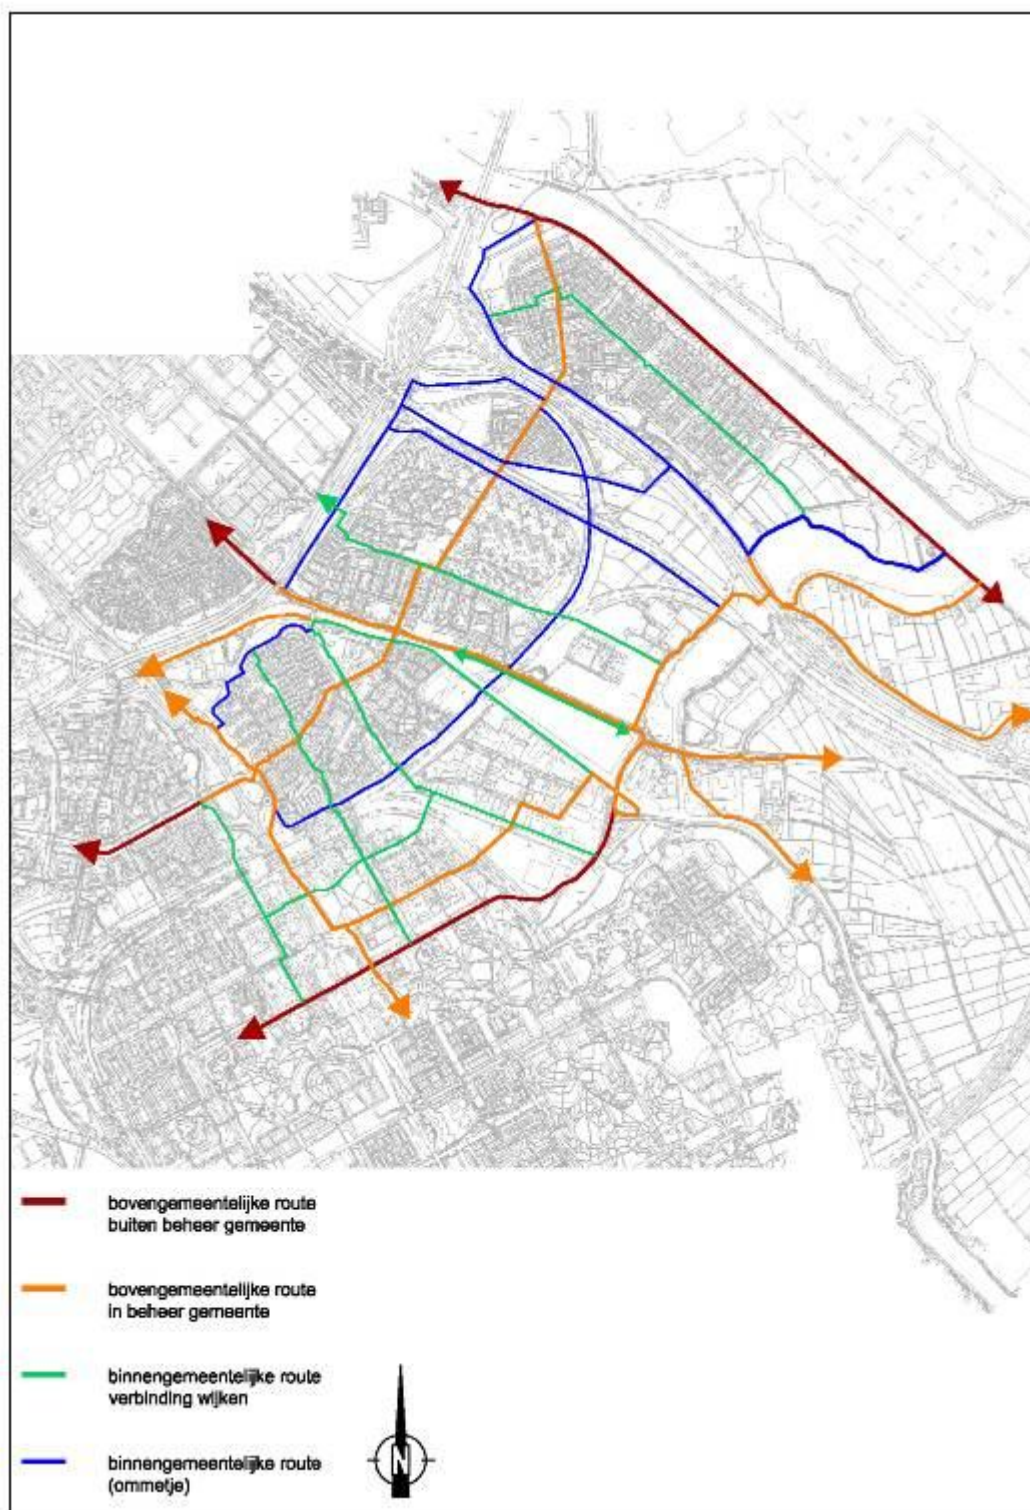 bovengemeentelijke route
buiten beheer gemeente
bovengemeentelijke route
in beheer gemeente
binnengemeentelijke route
verbinding wijken
binnengemeentelijke route
(ommetje)
N